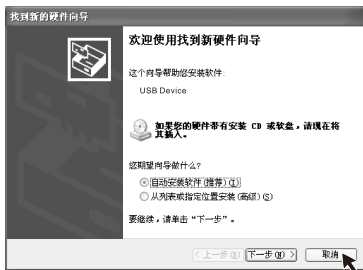 找到新的硬件向导
欢迎使用找到新硬件向导
这个向导帮助您安装软件:
USB Device
如果您的硬件带有安装 CD 或软盘，请现在将
其插入。
您期望向导做什么?
自动安装软件(推荐)(I)
从列表或指定位置安装(高级)(S)
要继续，请单击“下一步”。
<上一步(B)
下一步(N)>
取消